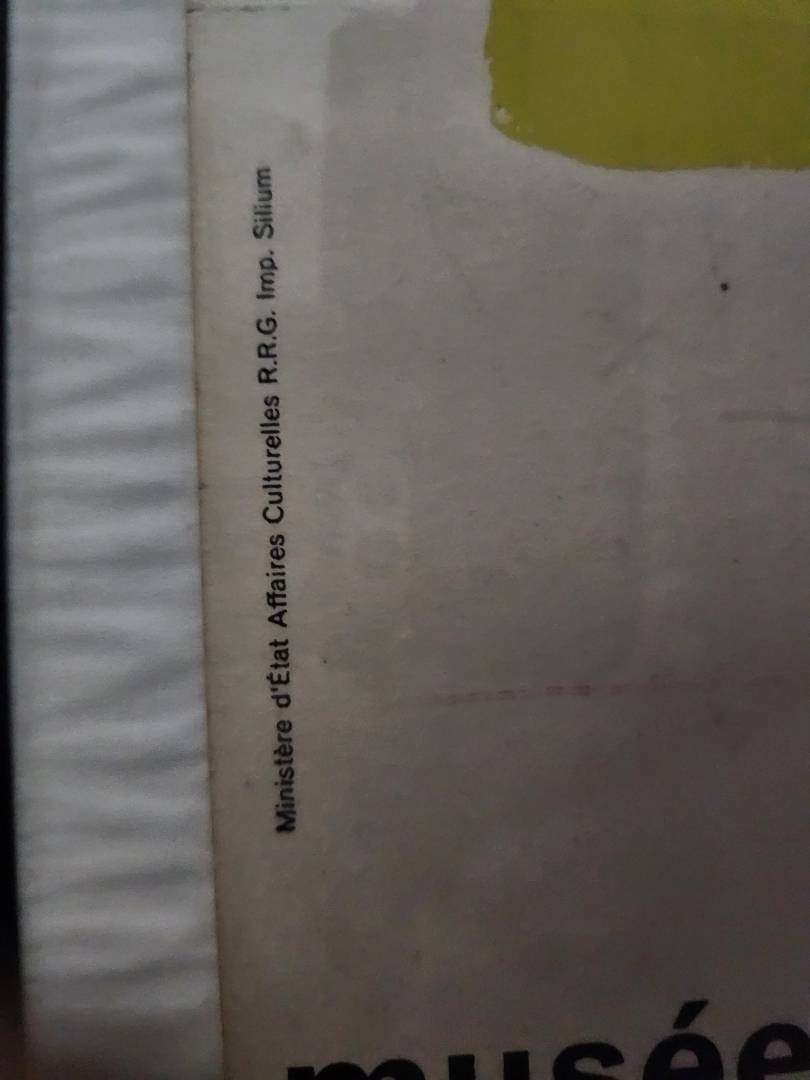 Ministère d'État Affaires Culturelles R.R.G. Imp. Silium
musée